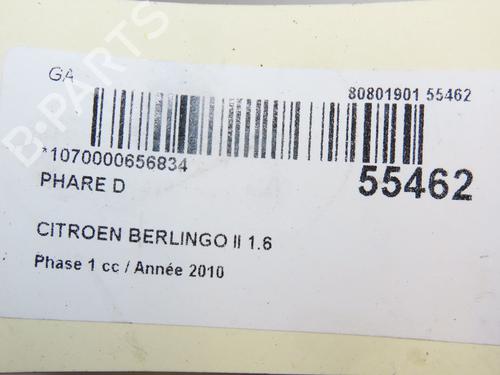 B-PARTS
GA
80801901 55462
*1070000656834
55462
PHARE D
CITROEN BERLINGO II 1.6
Phase 1 cc / Année 2010